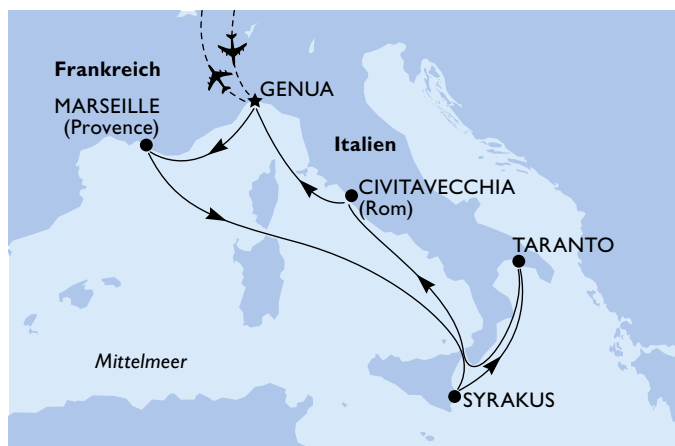 Frankreich
GENUA
MARSEILLE
(Provence)
Italien
CIVITAVECCHIA
(Rom)
TARANTO
Mittelmeer
SYRAKUS